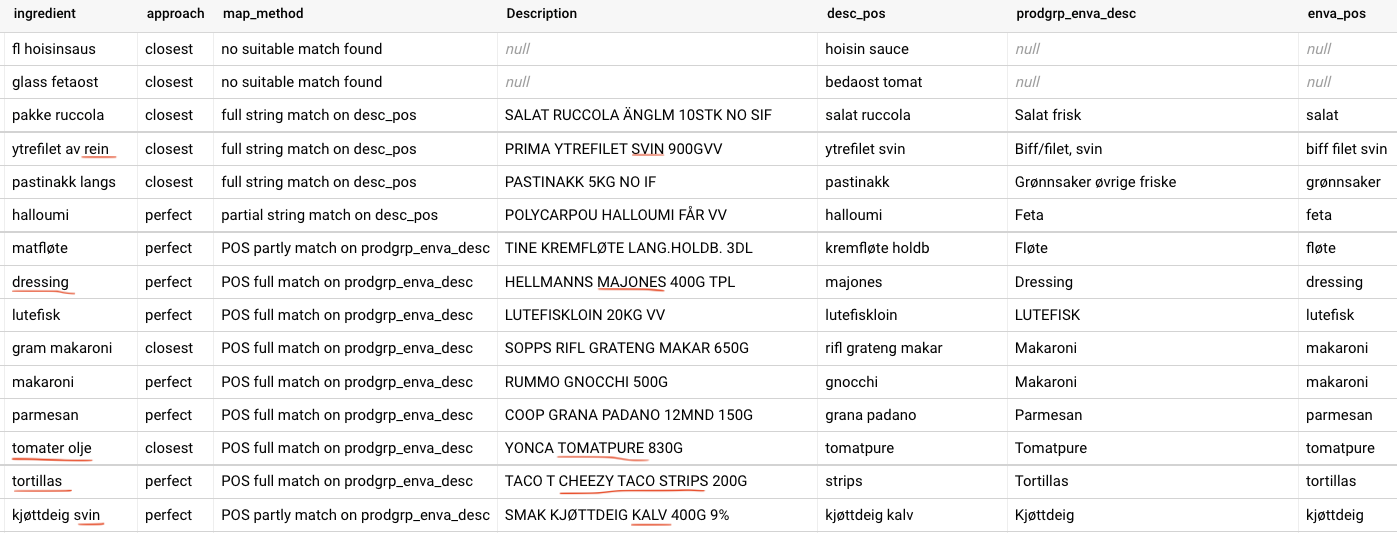 ingredient approach map_method Description desc_pos prodgrp_enva_desc enva_pos
fl hoisinsaus closest no suitable match found null hoisin sauce null null
glass fetaost closest no suitable match found null bedaost tomat null null
pakke ruccola closest full string match on desc_pos SALAT RUCCOLA ÄNGLM 10STK NO SIF salat ruccola Salat frisk salat
ytrefilet av rein closest full string match on desc_pos PRIMA YTREFILET SVIN 900GVV ytrefilet svin Biff/filet, svin biff filet svin
pastinakk langs closest full string match on desc_pos PASTINAKK 5KG NO IF pastinakk Grønnsaker øvrige friske grønnsaker
halloumi perfect partial string match on desc_pos POLYCARPOU HALLOUMI FÅR VV halloumi Feta feta
matfløte perfect POS partly match on prodgrp_enva_desc TINE KREMFLØTE LANG.HOLDB. 3DL kremfløte holdb Fløte fløte
dressing perfect POS full match on prodgrp_enva_desc HELLMANNS MAJONES 400G TPL majones Dressing dressing
lutefisk perfect POS full match on prodgrp_enva_desc LUTEFISKLOIN 20KG VV lutefiskloin LUTEFISK lutefisk
gram makaroni closest POS full match on prodgrp_enva_desc SOPPS RIFL GRATENG MAKAR 650G rifl grateng makar Makaroni makaroni
makaroni perfect POS full match on prodgrp_enva_desc RUMMO GNOCCHI 500G gnocchi Makaroni makaroni
parmesan perfect POS full match on prodgrp_enva_desc COOP GRANA PADANO 12MND 150G grana padano Parmesan parmesan
tomater olje closest POS full match on prodgrp_enva_desc YONCA TOMATPURE 830G tomatpure Tomatpure tomatpure
tortillas perfect POS full match on prodgrp_enva_desc TACO T CHEEZY TACO STRIPS 200G strips Tortillas tortillas
kjøttdeig svin perfect POS partly match on prodgrp_enva_desc SMAK KJØTTDEIG KALV 400G 9% kjøttdeig kalv Kjøttdeig kjøttdeig